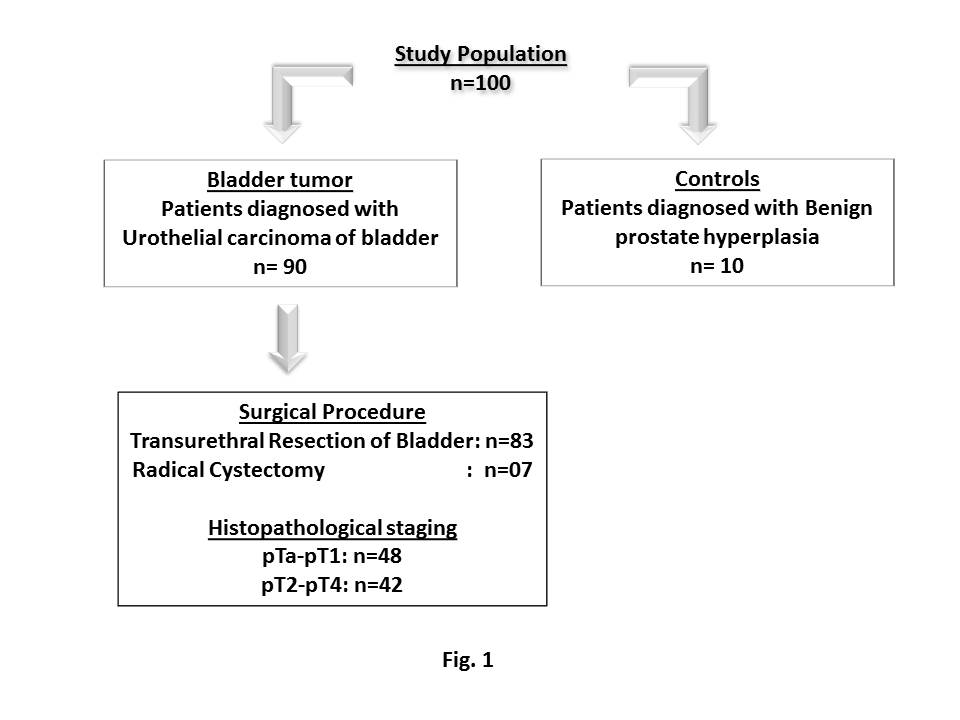 Study Population
n=100
Bladder tumor
Patients diagnosed with
Urothelial carcinoma of bladder
n= 90
Controls
Patients diagnosed with Benign
prostate hyperplasia
n= 10
Surgical Procedure
Transurethral Resection of Bladder: n=83
Radical Cystectomy : n=07
Histopathological staging
pTa-pT1: n=48
pT2-pT4: n=42
Fig. 1